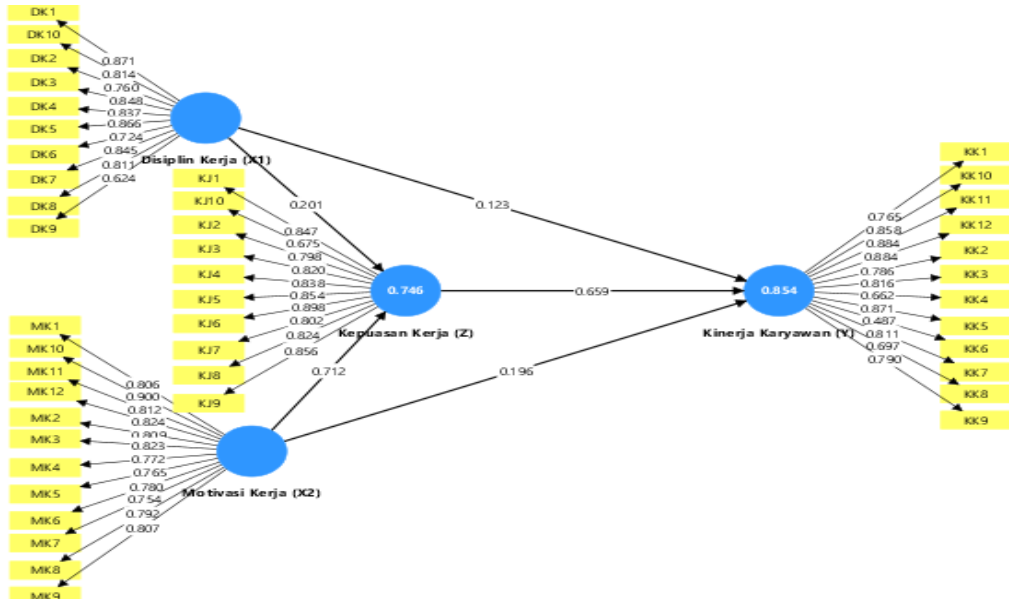 DK1
DK10
DK2
DK3
DK4
DK5
DK6
DK7
DK8
DK9
0.871
0.814
0.760
0.848
0.837
0.866
0.724
0.845
0.811
0.624
Disiplin Kerja (X1)
KJ1
KJ10
KJ2
KJ3
KJ4
KJ5
KJ6
KJ7
KJ8
KJ9
0.847
0.675
0.798
0.820
0.838
0.854
0.898
0.802
0.824
0.856
0.201
0.123
0.746
Kepuasan Kerja (Z)
0.659
0.712
0.196
MK1
MK10
MK11
MK12
MK2
MK3
MK4
MK5
MK6
MK7
MK8
MK9
0.806
0.900
0.812
0.824
0.809
0.823
0.772
0.765
0.780
0.754
0.792
0.807
Motivasi Kerja (X2)
0.854
Kinerja Karyawan (Y)
0.765
0.858
0.884
0.884
0.786
0.816
0.662
0.871
0.487
0.811
0.697
0.790
KK1
KK10
KK11
KK12
KK2
KK3
KK4
KK5
KK6
KK7
KK8
KK9